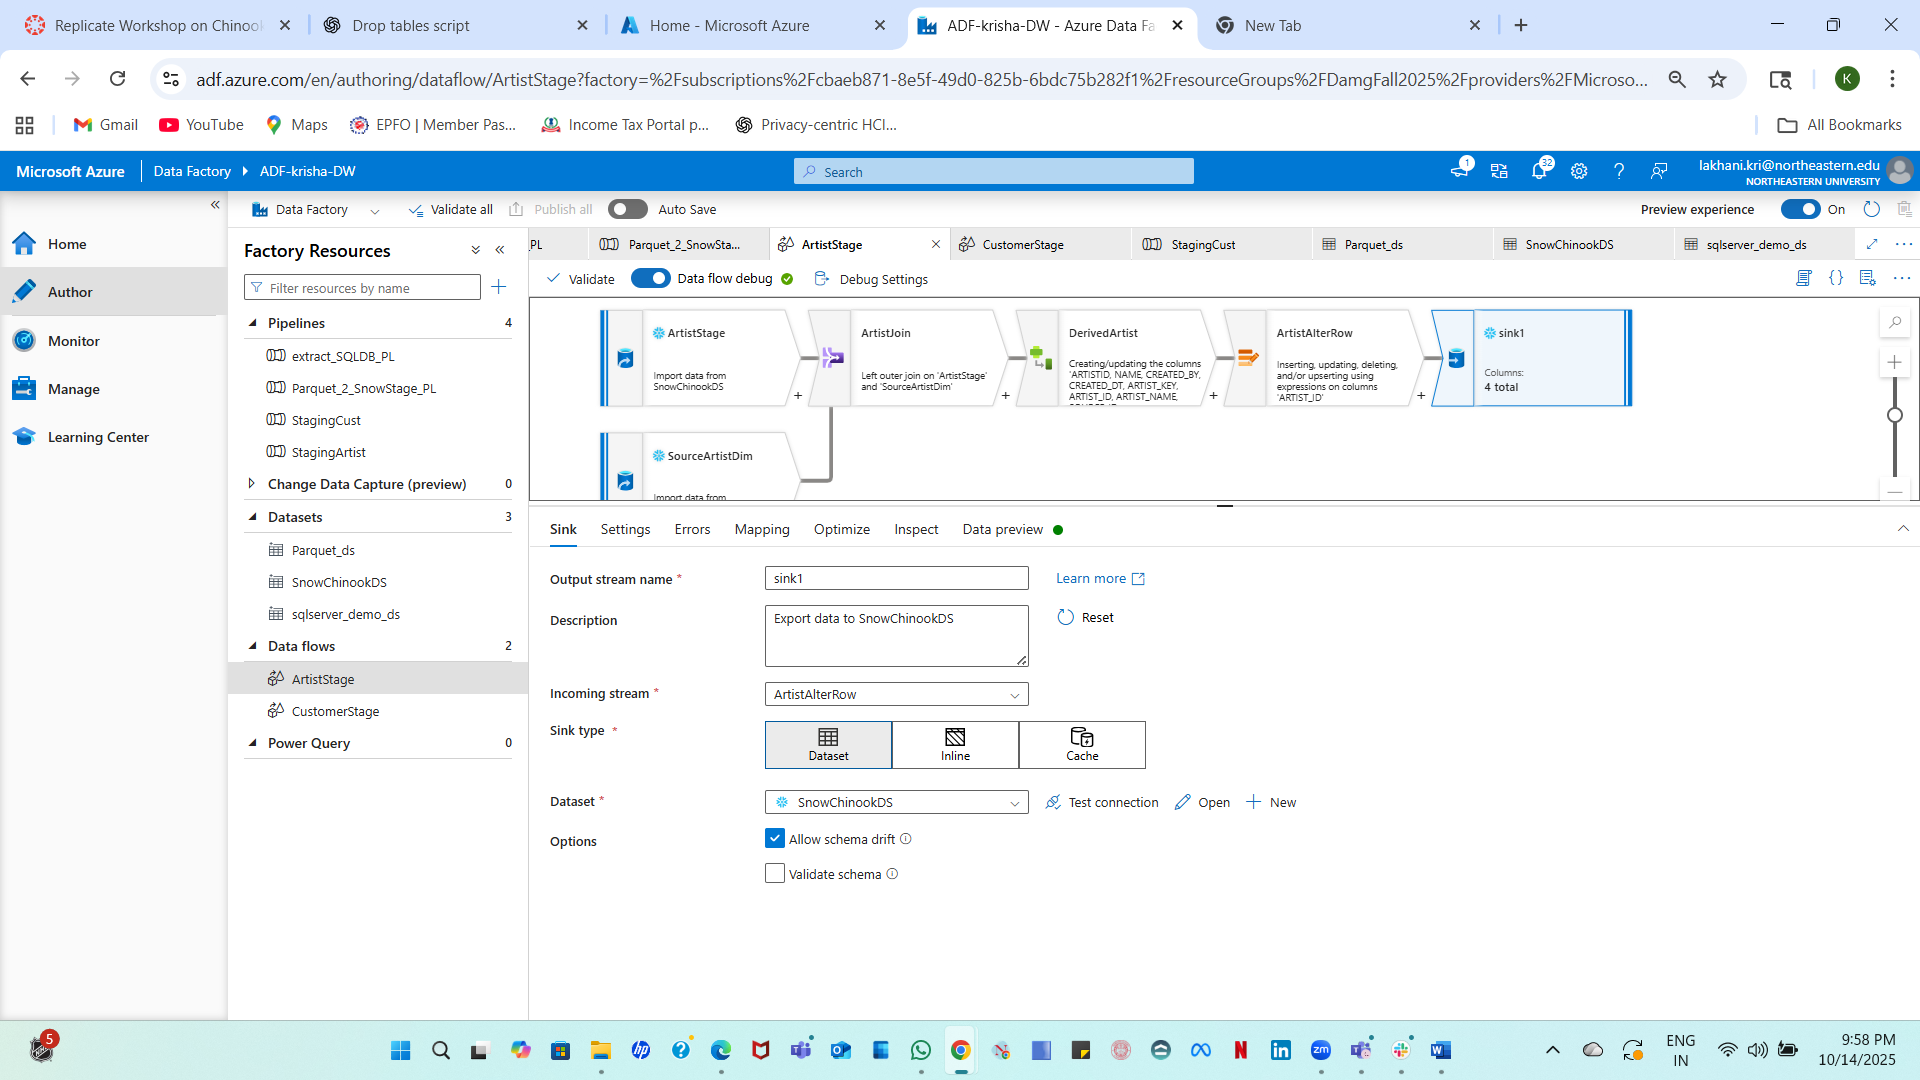 Replicate Workshop on Chinook
Drop tables script
Home - Microsoft Azure
ADF-krisha-DW - Azure Data Fa
New Tab
adf.azure.com/en/authoring/dataflow/ArtistStage?factory=%2Fsubscriptions%2Fcbaeb871-8e5f-49d0-825b-6bdc75b282f1%2FresourceGroups%2FDamgFall2025%2Fproviders%2FMicroso...
K
Gmail
YouTube
Maps
EPFO | Member Pas...
Income Tax Portal p...
Privacy-centric HCI...
All Bookmarks
Microsoft Azure
Data Factory
ADF-krisha-DW
Search
1
32
lakhani.kri@northeastern.edu
NORTHEASTERN UNIVERSITY
Data Factory
Validate all
Publish all
Auto Save
Preview experience
On
Home
Author
Monitor
Manage
Learning Center
Factory Resources
Filter resources by name
Pipelines 4
extract_SQLDB_PL
Parquet_2_SnowStage_PL
StagingCust
StagingArtist
Change Data Capture (preview) 0
Datasets 3
Parquet_ds
SnowChinookDS
sqlserver_demo_ds
Data flows 2
ArtistStage
CustomerStage
Power Query 0
_PL
Parquet_2_SnowSta...
ArtistStage
CustomerStage
StagingCust
Parquet_ds
SnowChinookDS
sqlserver_demo_ds
Validate
Data flow debug
Debug Settings
ArtistStage
Import data from
SnowChinookDS
ArtistJoin
Left outer join on 'ArtistStage'
and 'SourceArtistDim'
DerivedArtist
Creating/updating the columns
'ARTISTID, NAME, CREATED_BY,
CREATED_DT, ARTIST_KEY,
ARTIST_ID, ARTIST_NAME,
ArtistAlterRow
Inserting, updating, deleting,
and/or upserting using
expressions on columns
'ARTIST_ID'
sink1
Columns:
4 total
SourceArtistDim
Import data from
Sink
Settings
Errors
Mapping
Optimize
Inspect
Data preview
Output stream name *
sink1
Learn more
Description
Export data to SnowChinookDS
Reset
Incoming stream *
ArtistAlterRow
Sink type *
Dataset
Inline
Cache
Dataset *
SnowChinookDS
Test connection
Open
New
Options
Allow schema drift
Validate schema
5
ENG
IN
9:58 PM
10/14/2025